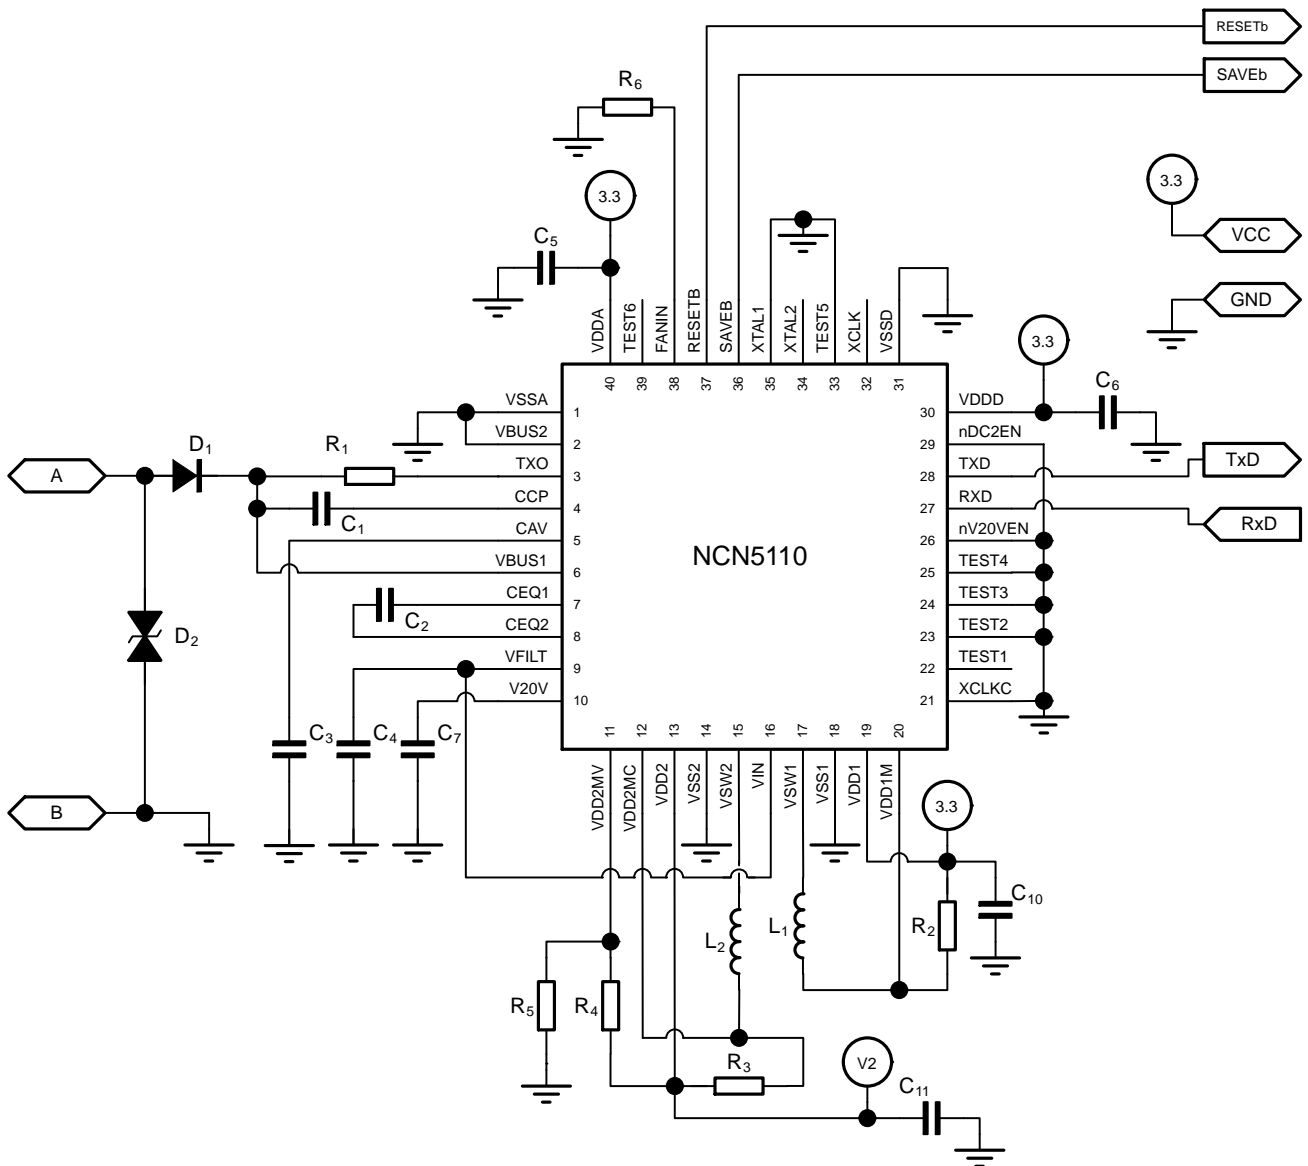 RESETb
SAVEb
R6
3.3
3.3
C5
VCC
GND
3.3
C6
VDDA
TEST6
FANIN
RESETB
SAVEB
XTAL1
XTAL2
TEST5
XCLK
VSSD
40
39
38
37
36
35
34
33
32
31
VSSA
1
30
VDDD
VBUS2
2
29
nDC2EN
A
D1
R1
TXO
3
28
TXD
TxD
C1
CCP
4
27
RXD
RxD
CAV
5
26
nV20VEN
NCN5110
VBUS1
6
25
TEST4
C2
CEQ1
7
24
TEST3
D2
CEQ2
8
23
TEST2
VFILT
9
22
TEST1
V20V
10
21
XCLKC
11
12
13
14
15
16
17
18
19
20
C3
C4
C7
VDD2MV
VDD2MC
VDD2
VSS2
VSW2
VIN
VSW1
VSS1
VDD1
VDD1M
B
3.3
C10
L2
L1
R2
R5
R4
R3
V2
C11